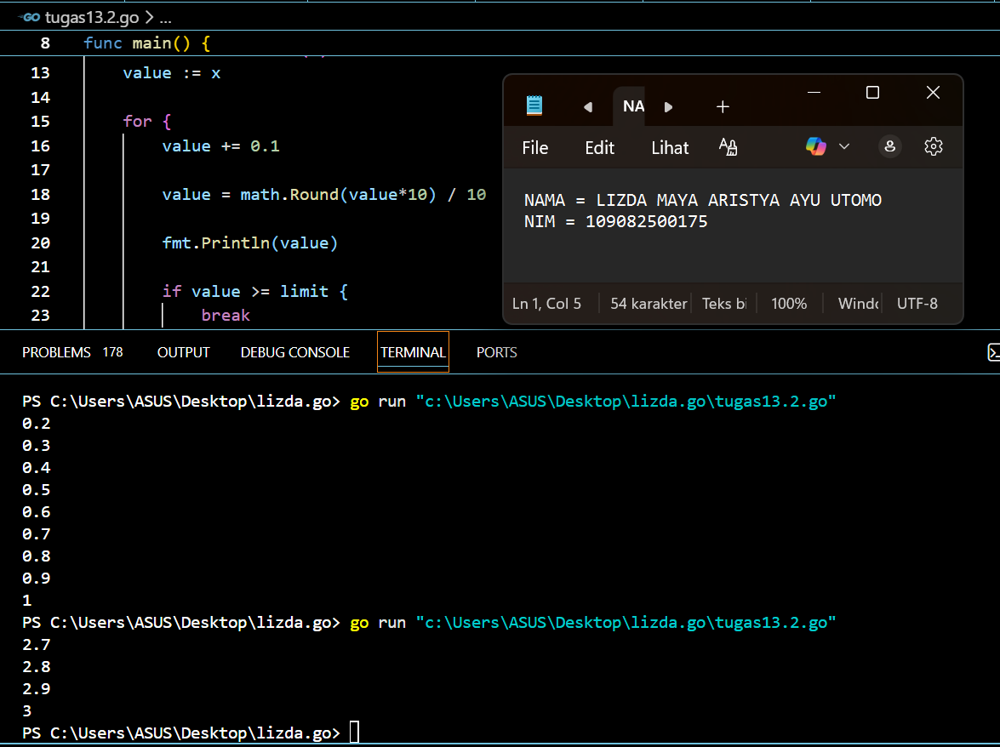 GO tugas13.2.go > ...
8 func main() {
13 value := x
14
15 for {
16 value += 0.1
17
18 value = math.Round(value*10) / 10
19
20 fmt.Println(value)
21
22 if value >= limit {
23 break
NA
File Edit Lihat
NAMA = LIZDA MAYA ARISTYA AYU UTOMO
NIM = 109082500175
Ln 1, Col 5 54 karakter Teks bi 100% Windo UTF-8
PROBLEMS 178 OUTPUT DEBUG CONSOLE TERMINAL PORTS
PS C:\Users\ASUS\Desktop\lizda.go> go run "c:\Users\ASUS\Desktop\lizda.go\tugas13.2.go"
0.2
0.3
0.4
0.5
0.6
0.7
0.8
0.9
1
PS C:\Users\ASUS\Desktop\lizda.go> go run "c:\Users\ASUS\Desktop\lizda.go\tugas13.2.go"
2.7
2.8
2.9
3
PS C:\Users\ASUS\Desktop\lizda.go>